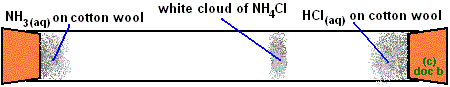 NH3(aq) on cotton wool
white cloud of NH4Cl
HCl(aq) on cotton wool
(c)
doc b